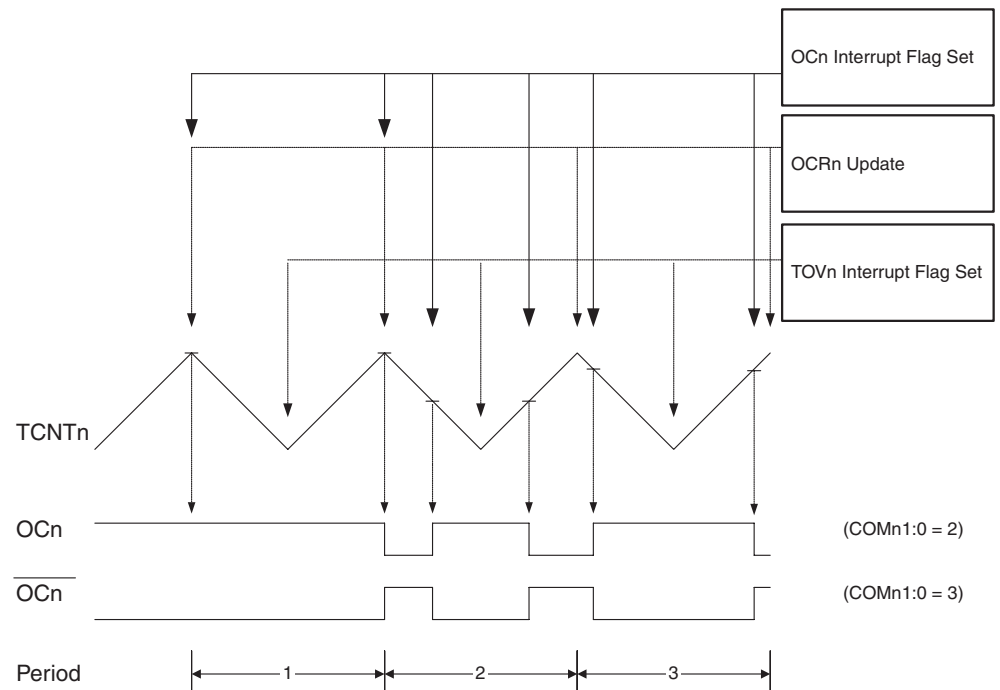 OCn Interrupt Flag Set
OCRn Update
TOVn Interrupt Flag Set
TCNTn
OCn (COMn1:0 = 2)
OCn (COMn1:0 = 3)
Period 1 2 3